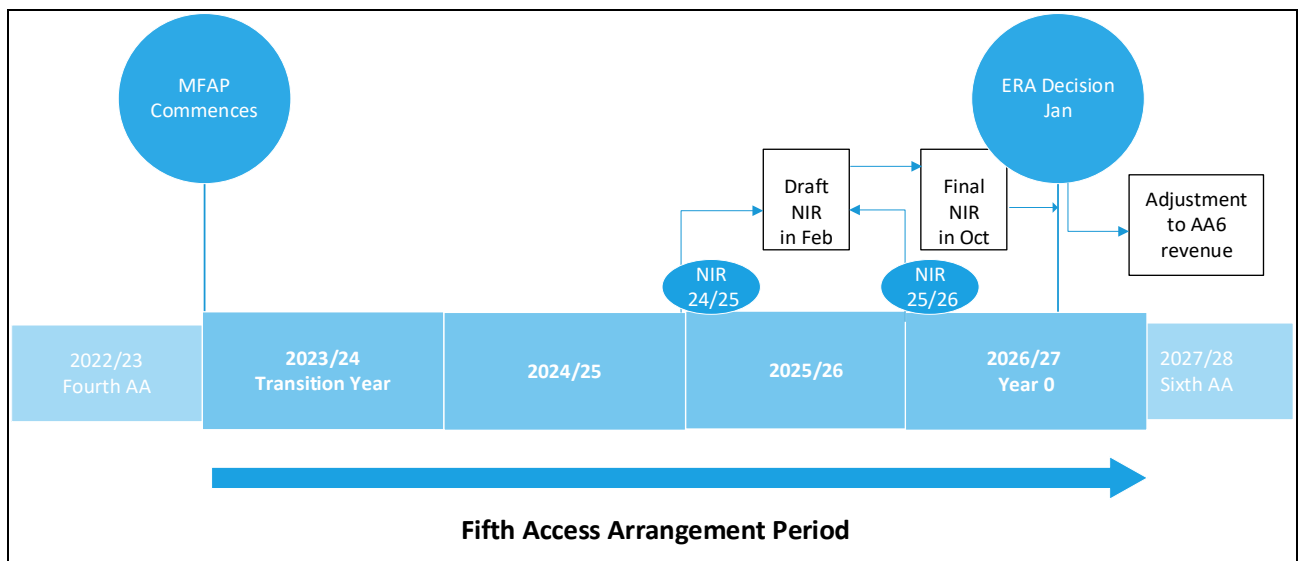 MFAP
Commences
ERA Decision
Jan
Draft
NIR
in Feb
Final
NIR
in Oct
Adjustment
to AA6
revenue
NIR
24/25
NIR
25/26
2022/23
Fourth AA
2023/24
Transition Year
2024/25
2025/26
2026/27
Year 0
2027/28
Sixth AA
Fifth Access Arrangement Period